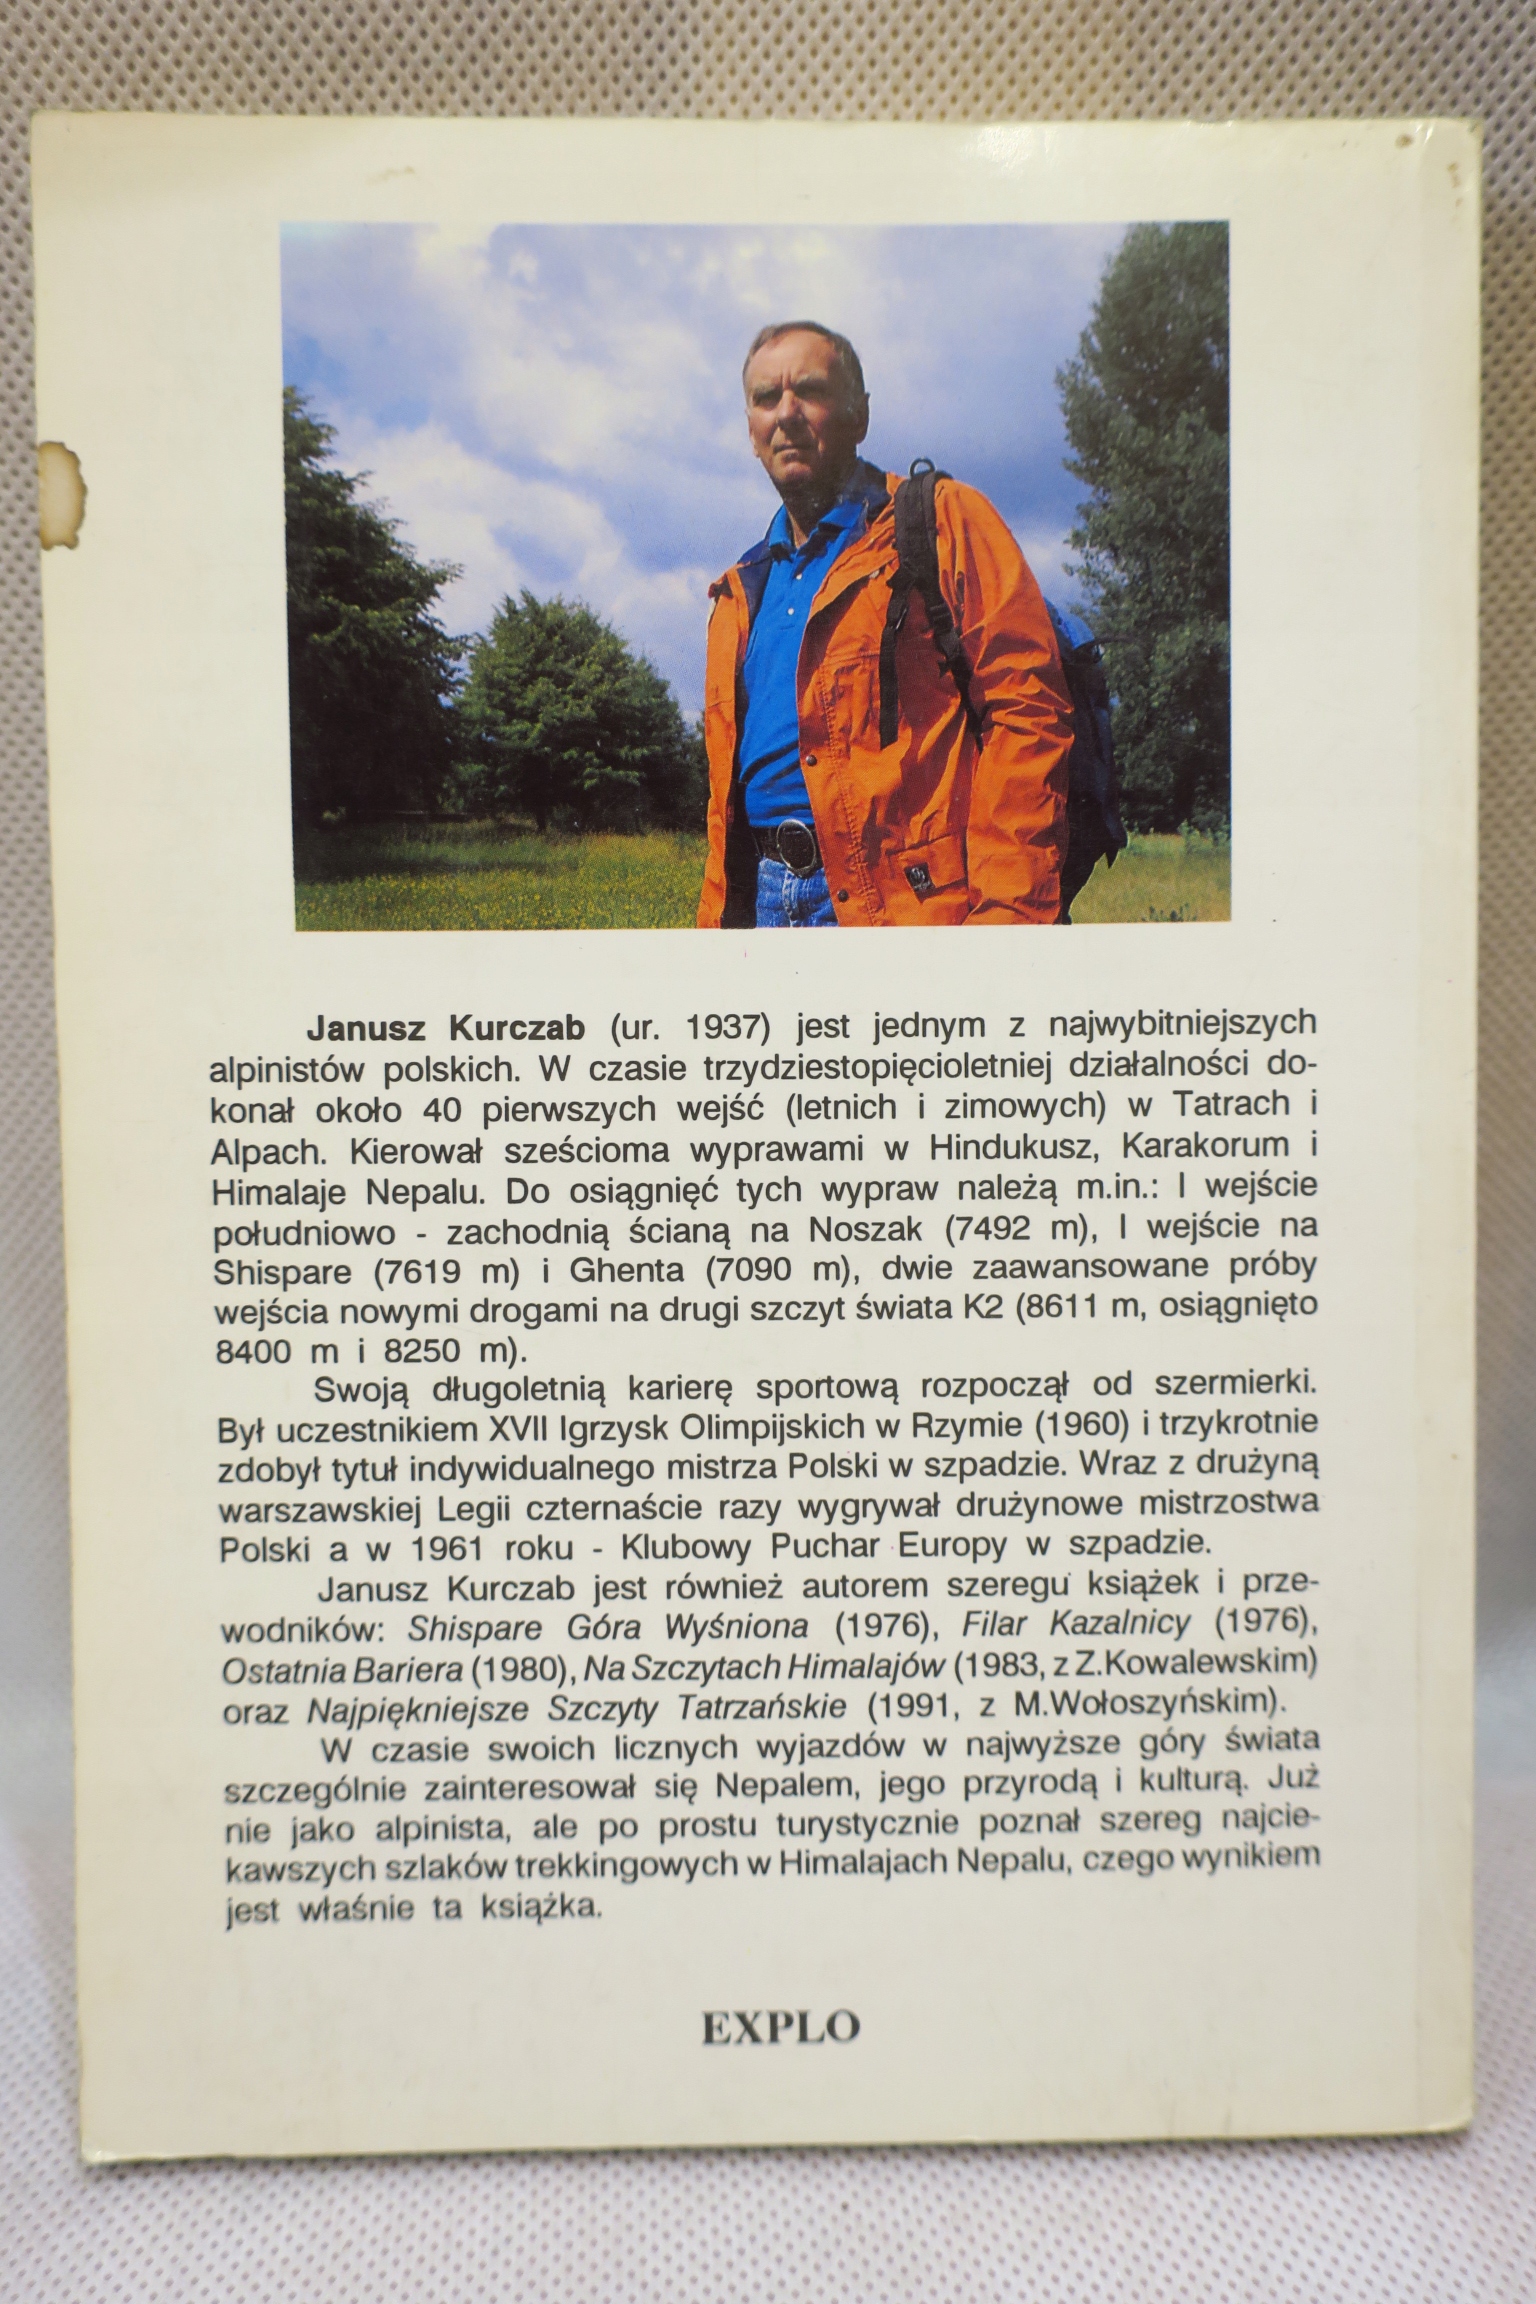 Janusz Kurczab (ur. 1937) jest jednym z najwybitniejszych
alpinistów polskich. W czasie trzydziestopięcioletniej działalności do-
konał około 40 pierwszych wejść (letnich i zimowych) w Tatrach i
Alpach. Kierował sześcioma wyprawami w Hindukusz, Karakorum i
Himalaje Nepalu. Do osiągnięć tych wypraw należą m.in.: I wejście
południowo - zachodnią ścianą na Noszak (7492 m), I wejście na
Shispare (7619 m) i Ghenta (7090 m), dwie zaawansowane próby
wejścia nowymi drogami na drugi szczyt świata K2 (8611 m, osiągnięto
8400 m i 8250 m).
Swoją długoletnią karierę sportową rozpoczął od szermierki.
Był uczestnikiem XVII Igrzysk Olimpijskich w Rzymie (1960) i trzykrotnie
zdobył tytuł indywidualnego mistrza Polski w szpadzie. Wraz z drużyną
warszawskiej Legii czternaście razy wygrywał drużynowe mistrzostwa
Polski a w 1961 roku - Klubowy Puchar Europy w szpadzie.
Janusz Kurczab jest również autorem szeregu książek i prze-
wodników: Shispare Góra Wyśniona (1976), Filar Kazalnicy (1976),
Ostatnia Bariera (1980), Na Szczytach Himalajów (1983, z Z.Kowalewskim)
oraz Najpiękniejsze Szczyty Tatrzańskie (1991, z M.Wołoszyńskim).
W czasie swoich licznych wyjazdów w najwyższe góry świata
szczególnie zainteresował się Nepalem, jego przyrodą i kulturą. Już
nie jako alpinista, ale po prostu turystycznie poznał szereg najcie-
kawszych szlaków trekkingowych w Himalajach Nepalu, czego wynikiem
jest właśnie ta książka.
EXPLO